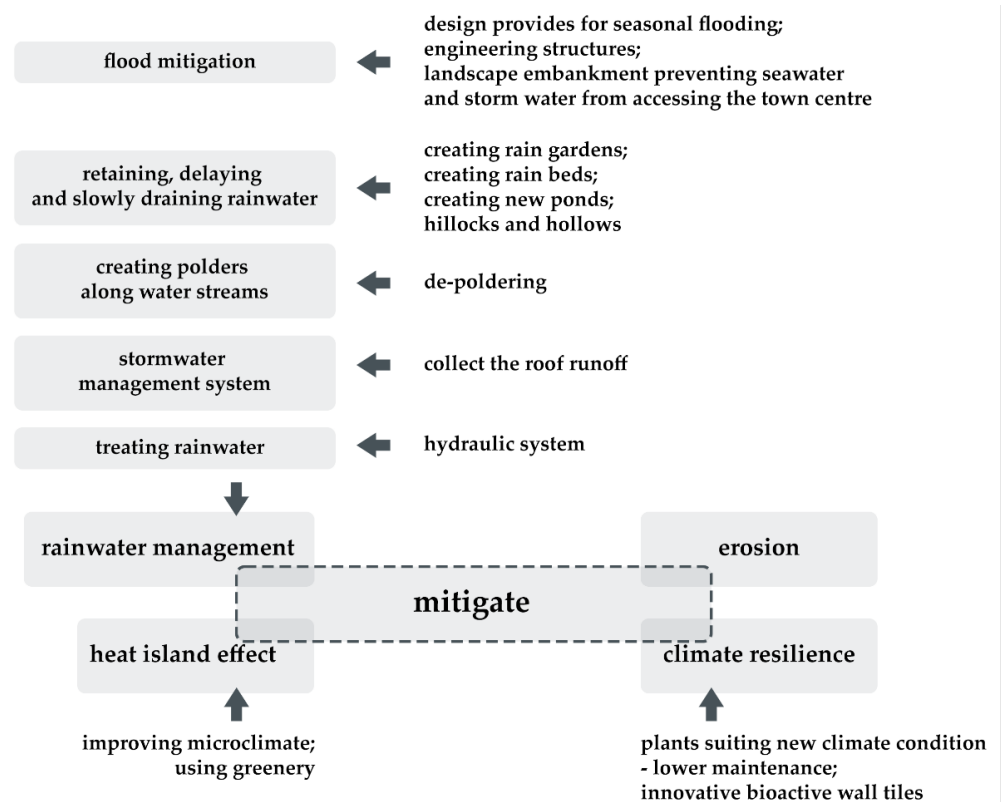 flood mitigation
design provides for seasonal flooding;
engineering structures;
landscape embankment preventing seawater
and storm water from accessing the town centre
retaining, delaying
and slowly draining rainwater
creating rain gardens;
creating rain beds;
creating new ponds;
hillocks and hollows
creating polders
along water streams
de-poldering
stormwater
management system
collect the roof runoff
treating rainwater
hydraulic system
rainwater management
erosion
mitigate
heat island effect
climate resilience
improving microclimate;
using greenery
plants suiting new climate condition
- lower maintenance;
innovative bioactive wall tiles